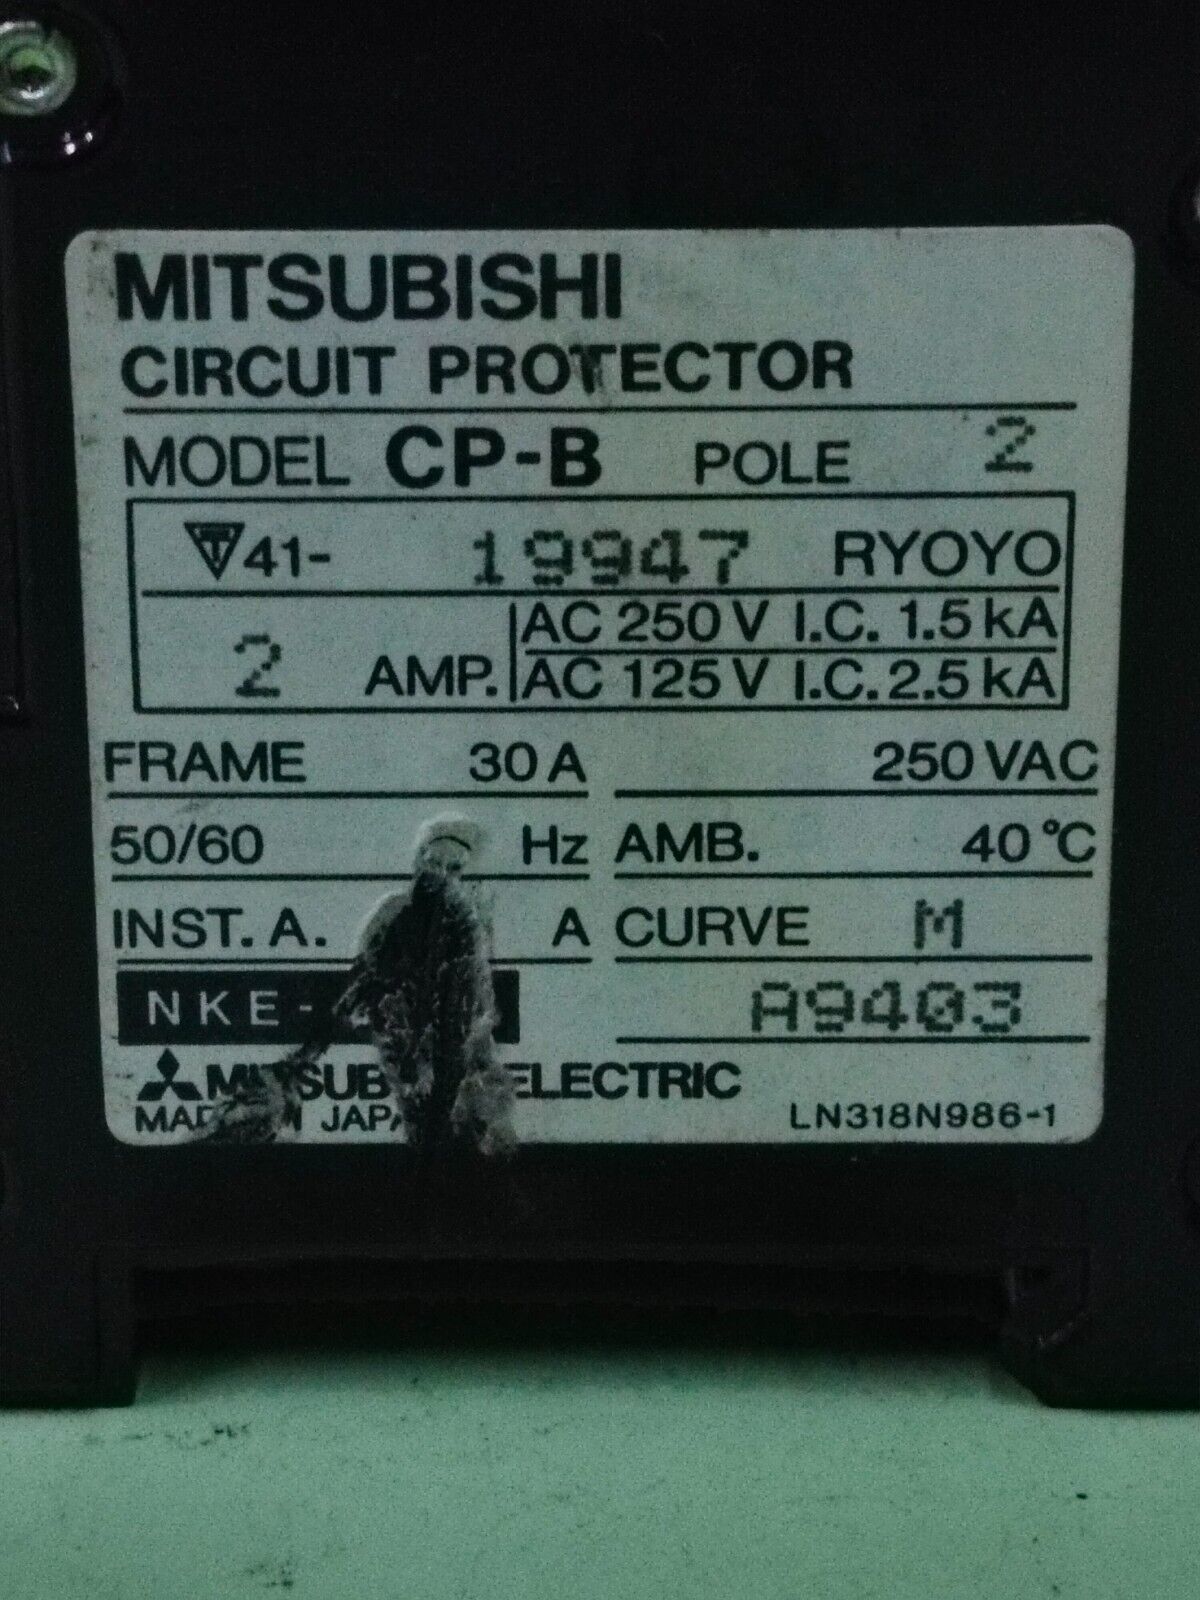 MITSUBISHI
CIRCUIT PROTECTOR
MODEL CP-B POLE 2
T 41- 19947 RYOYO
2 AMP. AC 250 V I.C. 1.5 kA
AC 125 V I.C. 2.5 kA
FRAME 30 A 250 VAC
50/60 Hz AMB. 40 °C
INST. A. A CURVE M
NKE- A9403
ELECTRIC
LN318N986-1